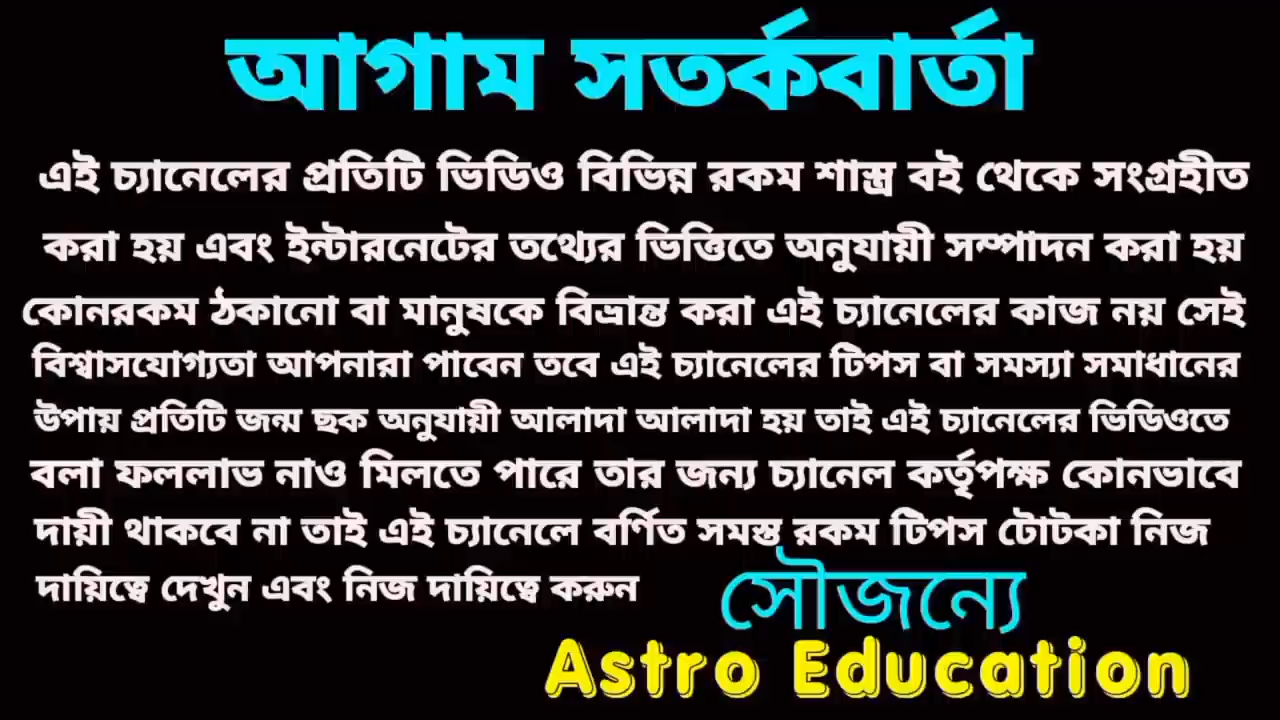 আগাম সতর্কবার্তা
এই চ্যানেলের প্রতিটি ভিডিও বিভিন্ন রকম শাস্ত্র বই থেকে সংগ্রহীত
করা হয় এবং ইন্টারনেটের তথ্যের ভিত্তিতে অনুযায়ী সম্পাদন করা হয়
কোনরকম ঠকানো বা মানুষকে বিভ্রান্ত করা এই চ্যানেলের কাজ নয় সেই
বিশ্বাসযোগ্যতা আপনারা পাবেন তবে এই চ্যানেলের টিপস বা সমস্যা সমাধানের
উপায় প্রতিটি জন্ম ছক অনুযায়ী আলাদা আলাদা হয় তাই এই চ্যানেলের ভিডিওতে
বলা ফললাভ নাও মিলতে পারে তার জন্য চ্যানেল কর্তৃপক্ষ কোনভাবে
দায়ী থাকবে না তাই এই চ্যানেলে বর্ণিত সমস্ত রকম টিপস টোটকা নিজ
দায়িত্বে দেখুন এবং নিজ দায়িত্বে করুন
সৌজন্যে
Astro Education